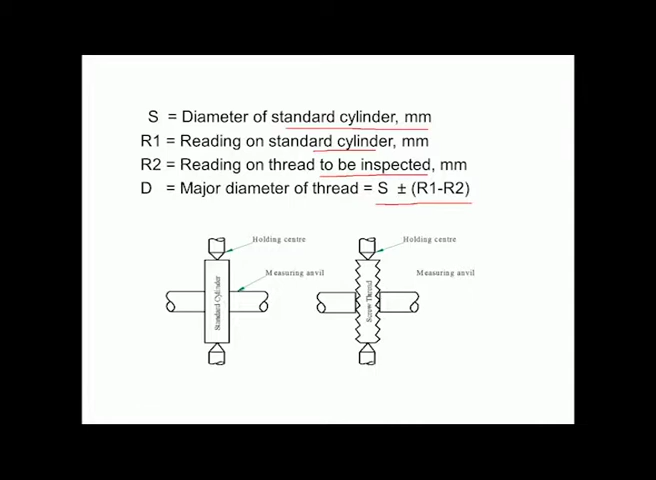 S = Diameter of standard cylinder, mm
R1 = Reading on standard cylinder, mm
R2 = Reading on thread to be inspected, mm
D = Major diameter of thread = S ± (R1-R2)
Holding centre
Holding centre
Measuring anvil
Measuring anvil
Standard Cylinder
Screw Thread